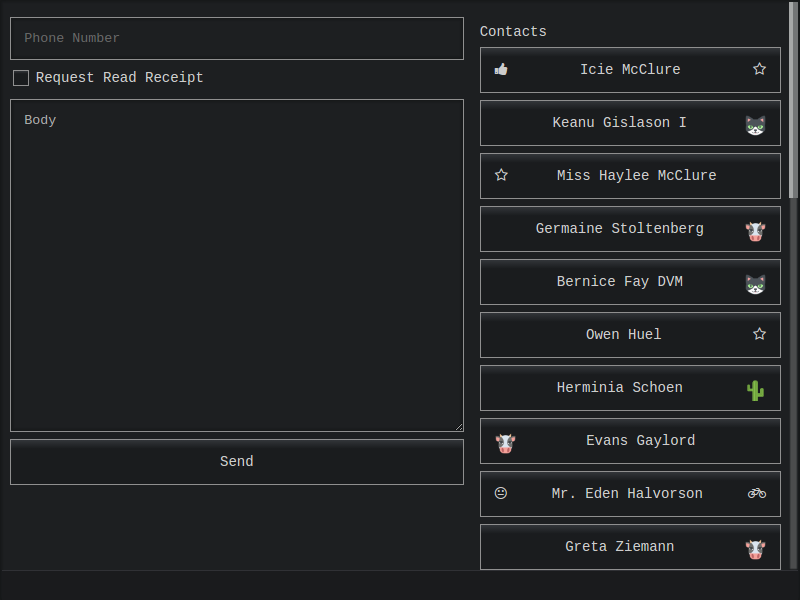 Phone Number
Request Read Receipt
Body
Send
Contacts
Icie McClure
Keanu Gislason I
Miss Haylee McClure
Germaine Stoltenberg
Bernice Fay DVM
Owen Huel
Herminia Schoen
Evans Gaylord
Mr. Eden Halvorson
Greta Ziemann